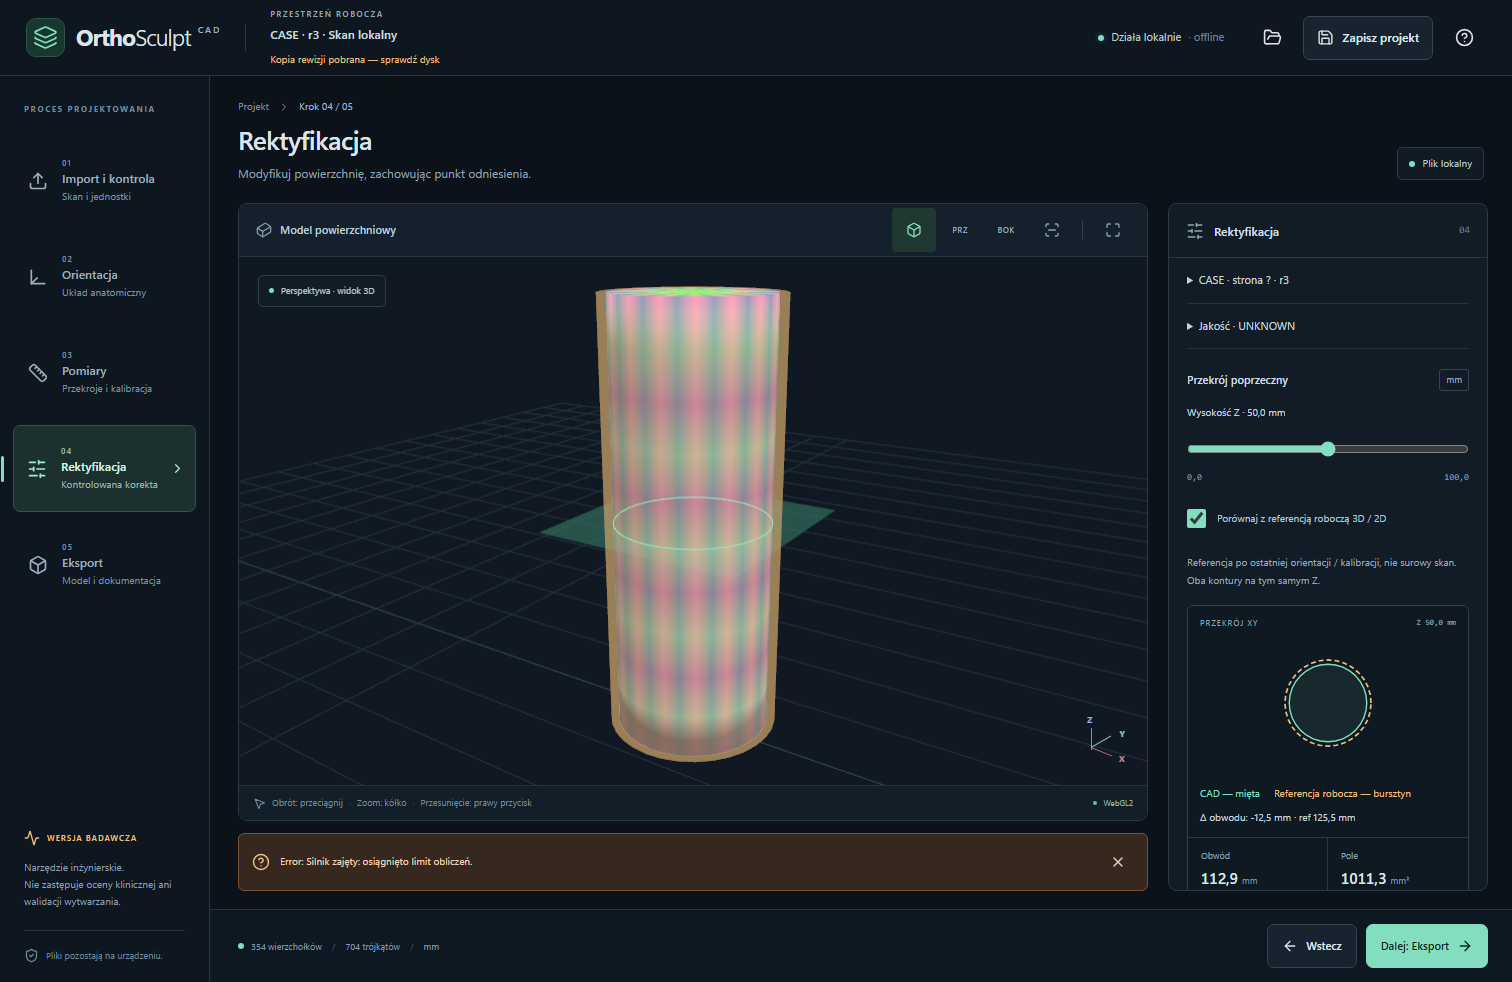 OrthoSculpt CAD
PRZESTRZEŃ ROBOCZA
CASE · r3 · Skan lokalny
Kopia rewizji pobrana — sprawdź dysk
Działa lokalnie · offline
Zapisz projekt
PROCES PROJEKTOWANIA
01
Import i kontrola
Skan i jednostki
02
Orientacja
Układ anatomiczny
03
Pomiary
Przekroje i kalibracja
04
Rektyfikacja
Kontrolowana korekta
05
Eksport
Model i dokumentacja
WERSJA BADAWCZA
Narzędzie inżynierskie.
Nie zastępuje oceny klinicznej ani
walidacji wytwarzania.
Pliki pozostają na urządzeniu.
Projekt
Krok 04 / 05
Rektyfikacja
Modyfikuj powierzchnię, zachowując punkt odniesienia.
Plik lokalny
Model powierzchniowy
PRZ
BOK
Perspektywa · widok 3D
Z
Y
X
Obrót: przeciągnij · Zoom: kółko · Przesunięcie: prawy przycisk
WebGL2
Error: Silnik zajęty: osiągnięto limit obliczeń.
Rektyfikacja
04
CASE · strona ? · r3
Jakość · UNKNOWN
Przekrój poprzeczny
mm
Wysokość Z · 50,0 mm
0,0
100,0
Porównaj z referencją roboczą 3D / 2D
Referencja po ostatniej orientacji / kalibracji, nie surowy skan.
Oba kontury na tym samym Z.
PRZEKRÓJ XY
Z 50,0 mm
CAD — mięta
Referencja robocza — bursztyn
Δ obwodu: -12,5 mm · ref 125,5 mm
Obwód
112,9 mm
Pole
1011,3 mm²
354 wierzchołków / 704 trójkątów / mm
Wstecz
Dalej: Eksport